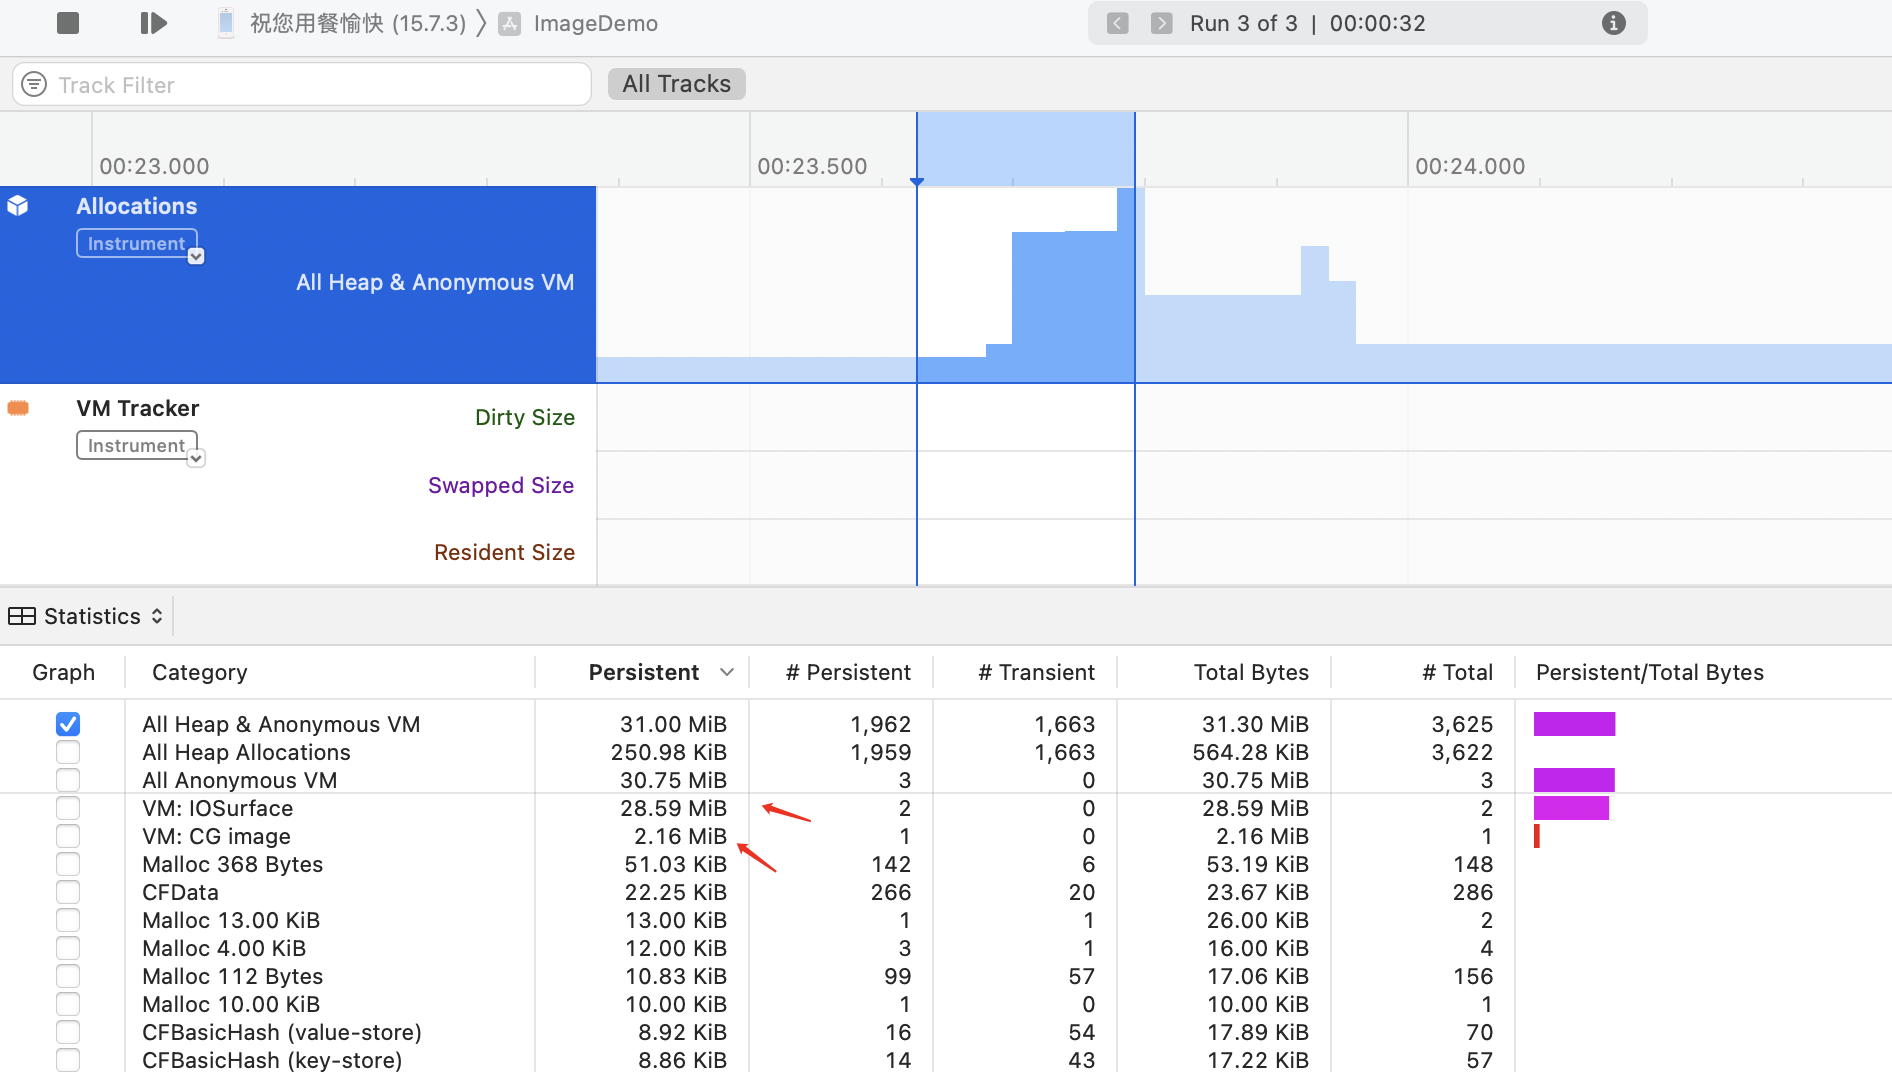 祝您用餐愉快 (15.7.3) ImageDemo Run 3 of 3 | 00:00:32
Track Filter All Tracks
00:23.000 00:23.500 00:24.000
Allocations
Instrument
All Heap & Anonymous VM
VM Tracker
Instrument
Dirty Size
Swapped Size
Resident Size
Statistics
Graph Category Persistent # Persistent # Transient Total Bytes # Total Persistent/Total Bytes
All Heap & Anonymous VM 31.00 MiB 1,962 1,663 31.30 MiB 3,625
All Heap Allocations 250.98 KiB 1,959 1,663 564.28 KiB 3,622
All Anonymous VM 30.75 MiB 3 0 30.75 MiB 3
VM: IOSurface 28.59 MiB 2 0 28.59 MiB 2
VM: CG image 2.16 MiB 1 0 2.16 MiB 1
Malloc 368 Bytes 51.03 KiB 142 6 53.19 KiB 148
CFData 22.25 KiB 266 20 23.67 KiB 286
Malloc 13.00 KiB 13.00 KiB 1 1 26.00 KiB 2
Malloc 4.00 KiB 12.00 KiB 3 1 16.00 KiB 4
Malloc 112 Bytes 10.83 KiB 99 57 17.06 KiB 156
Malloc 10.00 KiB 10.00 KiB 1 0 10.00 KiB 1
CFBasicHash (value-store) 8.92 KiB 16 54 17.89 KiB 70
CFBasicHash (key-store) 8.86 KiB 14 43 17.22 KiB 57